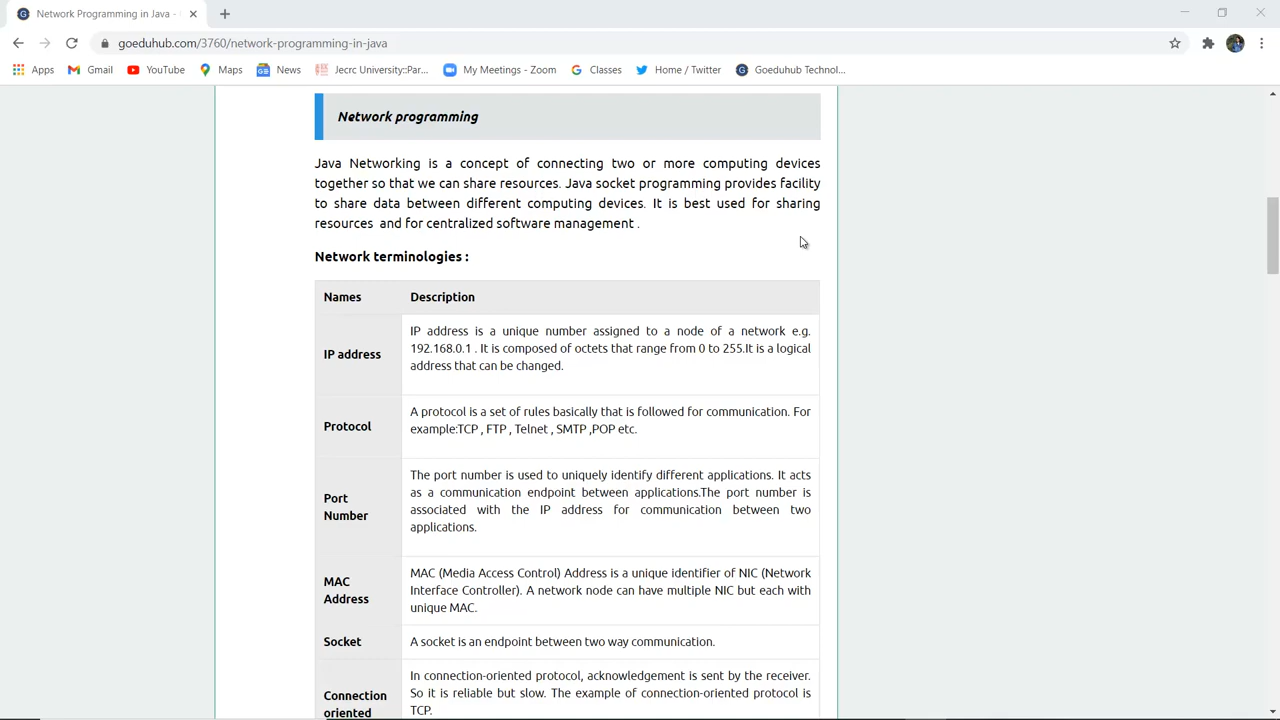 Network Programming in Java -
goeduhub.com/3760/network-programming-in-java
Apps Gmail YouTube Maps News Jecrc University::Par... My Meetings - Zoom Classes Home / Twitter Goeduhub Technol...
Network programming
Java Networking is a concept of connecting two or more computing devices
together so that we can share resources. Java socket programming provides facility
to share data between different computing devices. It is best used for sharing
resources and for centralized software management .
Network terminologies :
Names Description
IP address
IP address is a unique number assigned to a node of a network e.g.
192.168.0.1 . It is composed of octets that range from 0 to 255.It is a logical
address that can be changed.
Protocol
A protocol is a set of rules basically that is followed for communication. For
example:TCP , FTP , Telnet , SMTP ,POP etc.
Port
Number
The port number is used to uniquely identify different applications. It acts
as a communication endpoint between applications.The port number is
associated with the IP address for communication between two
applications.
MAC
Address
MAC (Media Access Control) Address is a unique identifier of NIC (Network
Interface Controller). A network node can have multiple NIC but each with
unique MAC.
Socket A socket is an endpoint between two way communication.
Connection
oriented
In connection-oriented protocol, acknowledgement is sent by the receiver.
So it is reliable but slow. The example of connection-oriented protocol is
TCP.